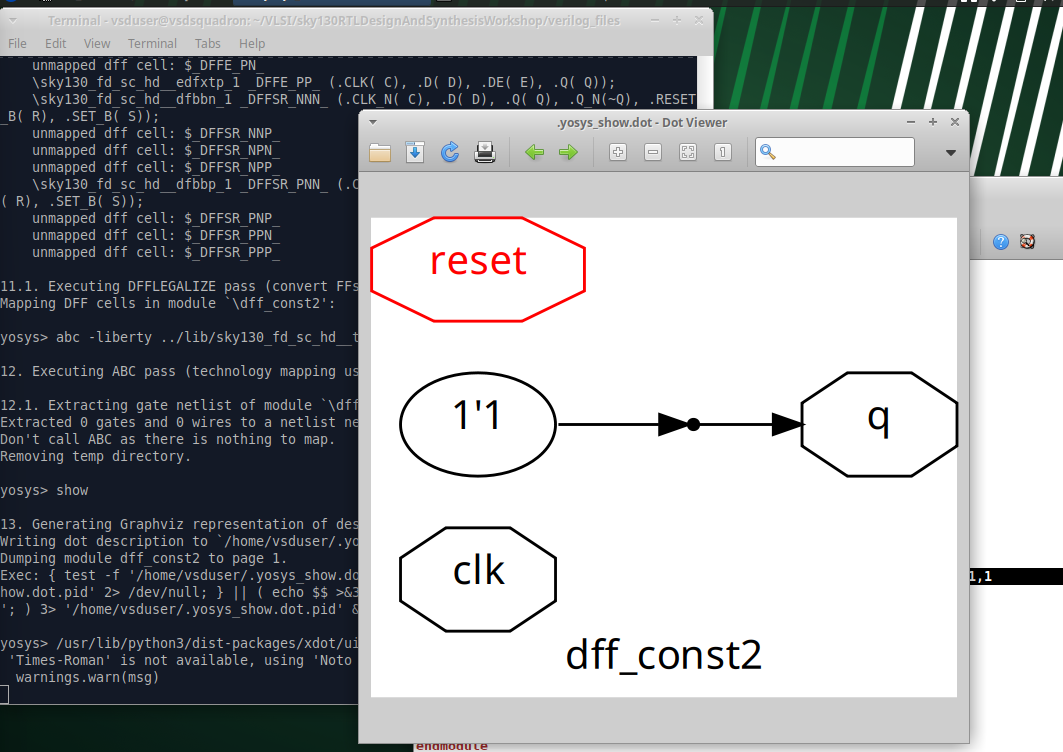 Terminal - vsduser@vsdsquadron: ~/VLSI/sky130RTLDesignAndSynthesisWorkshop/verilog_files
File Edit View Terminal Tabs Help
unmapped dff cell: $_DFFE_PN_
\sky130_fd_sc_hd__edfxtp_1 _DFFE_PP_ (.CLK( C), .D( D), .DE( E), .Q( Q));
\sky130_fd_sc_hd__dfbbn_1 _DFFSR_NNN_ (.CLK_N( C), .D( D), .Q( Q), .Q_N(~Q), .RESET
_B( R), .SET_B( S));
unmapped dff cell: $_DFFSR_NNP_
unmapped dff cell: $_DFFSR_NPN_
unmapped dff cell: $_DFFSR_NPP_
\sky130_fd_sc_hd__dfbbp_1 _DFFSR_PNN_ (.C
( R), .SET_B( S));
unmapped dff cell: $_DFFSR_PNP_
unmapped dff cell: $_DFFSR_PPN_
unmapped dff cell: $_DFFSR_PPP_
11.1. Executing DFFLEGALIZE pass (convert FFs
Mapping DFF cells in module `\dff_const2':
yosys> abc -liberty ../lib/sky130_fd_sc_hd__t
12. Executing ABC pass (technology mapping us
12.1. Extracting gate netlist of module `\dff
Extracted 0 gates and 0 wires to a netlist ne
Don't call ABC as there is nothing to map.
Removing temp directory.
yosys> show
13. Generating Graphviz representation of des
Writing dot description to `/home/vsduser/.yo
Dumping module dff_const2 to page 1.
Exec: { test -f '/home/vsduser/.yosys_show.do
how.dot.pid' 2> /dev/null; } || ( echo $$ >&3
'; ) 3> '/home/vsduser/.yosys_show.dot.pid' &
yosys> /usr/lib/python3/dist-packages/xdot/ui
'Times-Roman' is not available, using 'Noto
warnings.warn(msg)
.yosys_show.dot - Dot Viewer
1
reset
1'1
q
clk
dff_const2
1,1
endmodule